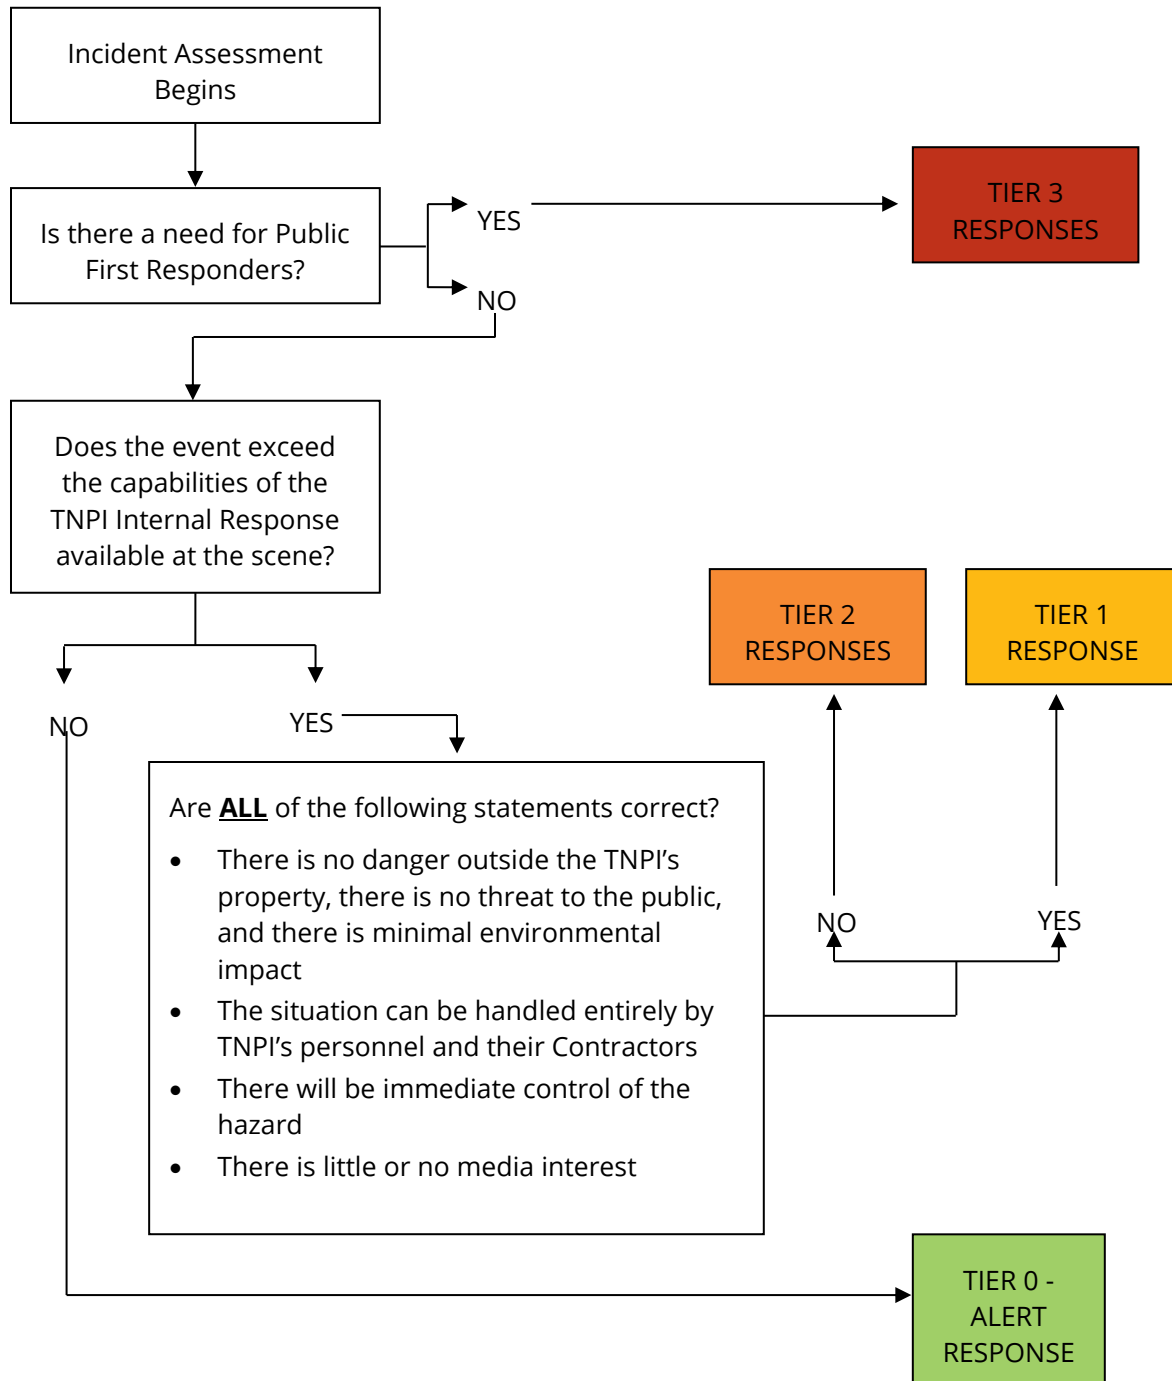 Incident Assessment
Begins
Is there a need for Public
First Responders?
YES
NO
TIER 3
RESPONSES
Does the event exceed
the capabilities of the
TNPI Internal Response
available at the scene?
NO
YES
TIER 2
RESPONSES
TIER 1
RESPONSE
Are ALL of the following statements correct?
• There is no danger outside the TNPI’s
property, there is no threat to the public,
and there is minimal environmental
impact
• The situation can be handled entirely by
TNPI’s personnel and their Contractors
• There will be immediate control of the
hazard
• There is little or no media interest
NO
YES
TIER 0 -
ALERT
RESPONSE